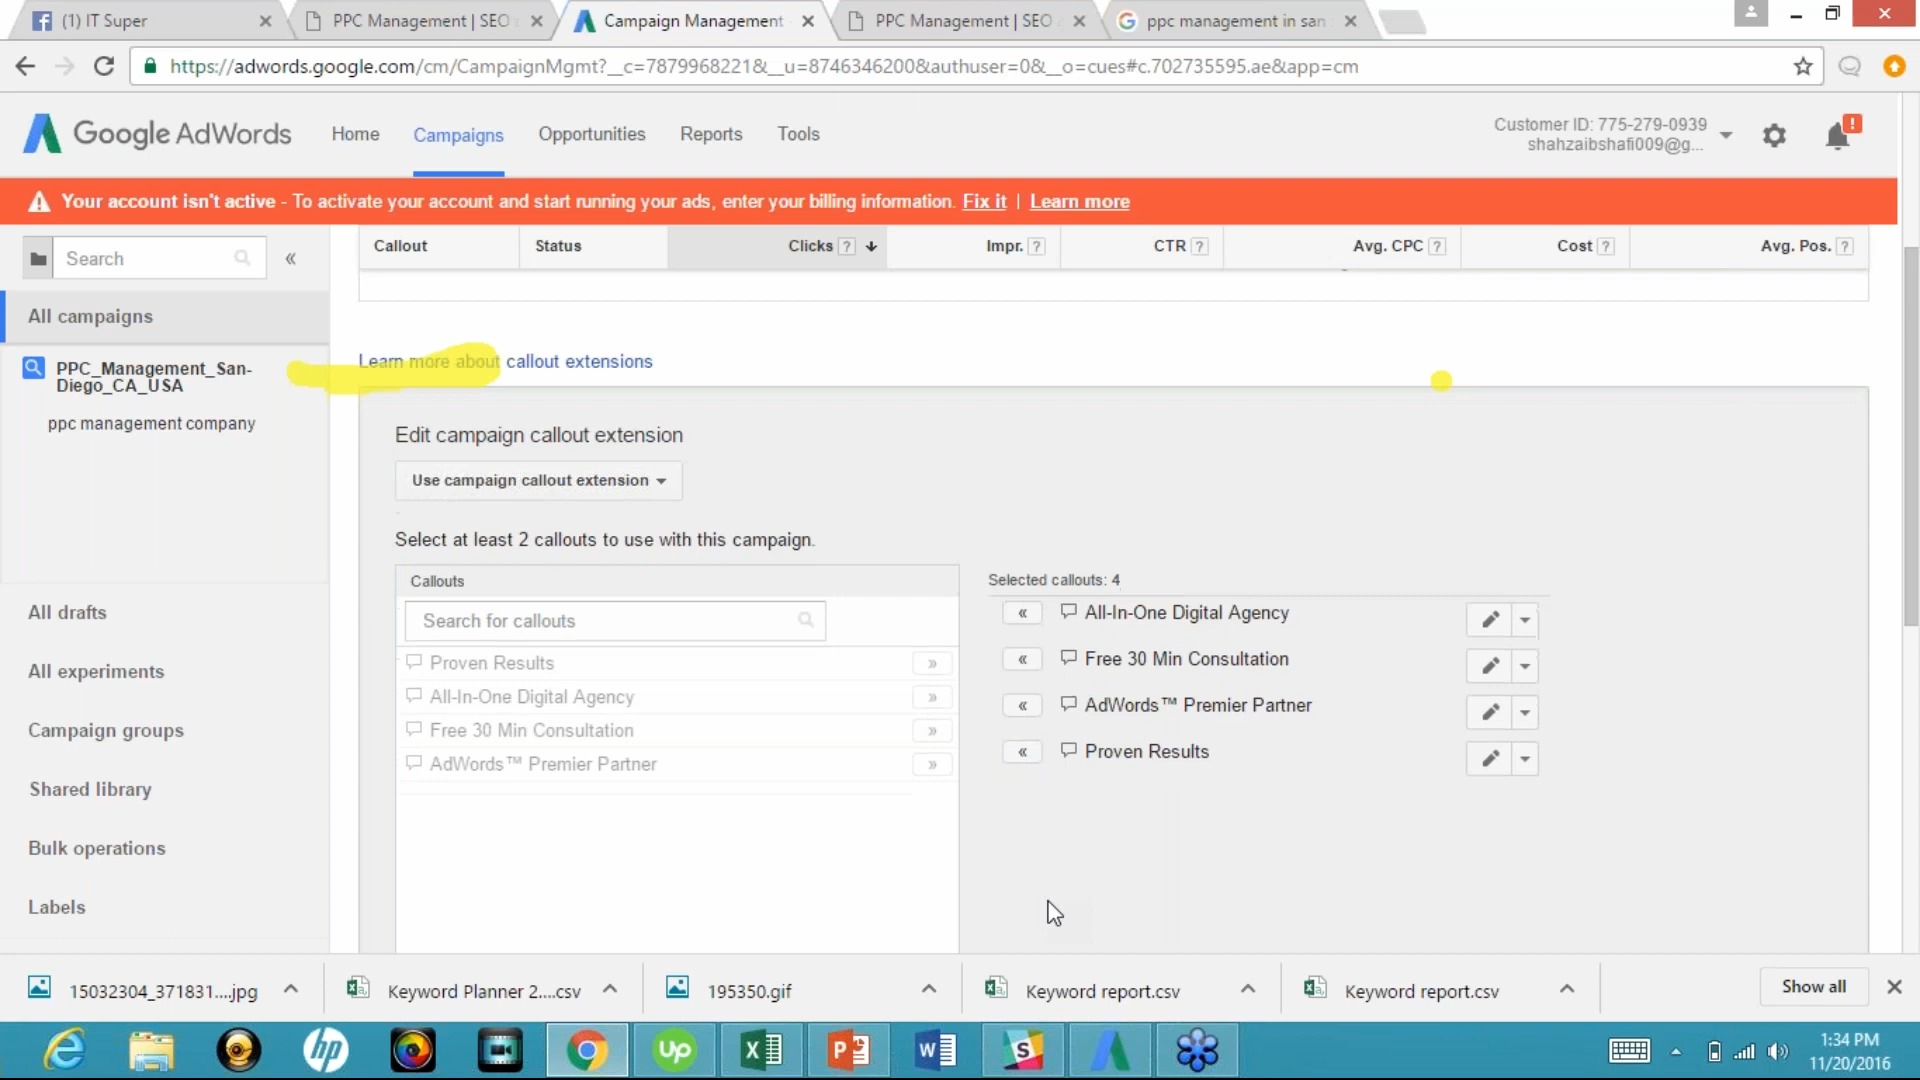 (1) IT Super
PPC Management | SEO
Campaign Management
PPC Management | SEO
ppc management in san
https://adwords.google.com/cm/CampaignMgmt?__c=7879968221&__u=8746346200&authuser=0&__o=cues#c.702735595.ae&app=cm
Google AdWords
Home
Campaigns
Opportunities
Reports
Tools
Customer ID: 775-279-0939
shahzaibshafi009@g...
Your account isn't active - To activate your account and start running your ads, enter your billing information. Fix it | Learn more
Search
Callout
Status
Clicks ?
Impr. ?
CTR ?
Avg. CPC ?
Cost ?
Avg. Pos. ?
All campaigns
PPC_Management_San-
Diego_CA_USA
ppc management company
All drafts
All experiments
Campaign groups
Shared library
Bulk operations
Labels
Learn more about callout extensions
Edit campaign callout extension
Use campaign callout extension
Select at least 2 callouts to use with this campaign.
Callouts
Search for callouts
Proven Results
All-In-One Digital Agency
Free 30 Min Consultation
AdWords™ Premier Partner
Selected callouts: 4
All-In-One Digital Agency
Free 30 Min Consultation
AdWords™ Premier Partner
Proven Results
15032304_371831....jpg
Keyword Planner 2....csv
195350.gif
Keyword report.csv
Keyword report.csv
Show all
1:34 PM
11/20/2016